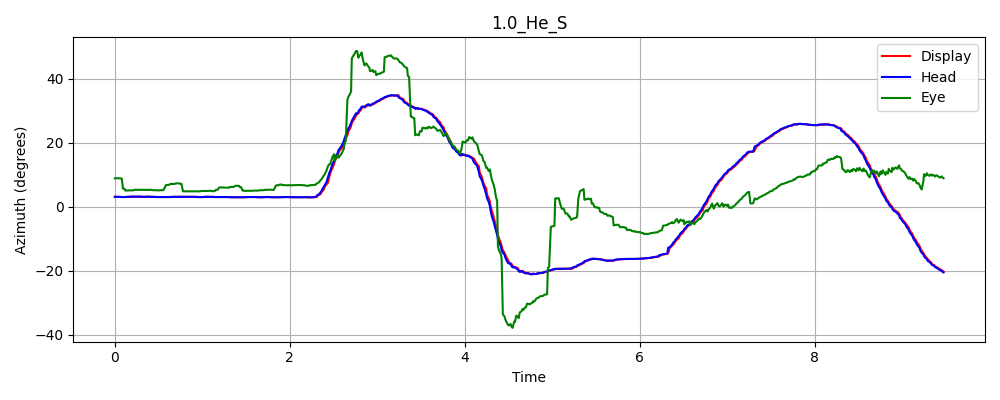 1.0_He_S
Display
Head
Eye
Azimuth (degrees)
40
20
0
−20
−40
0 2 4 6 8
Time